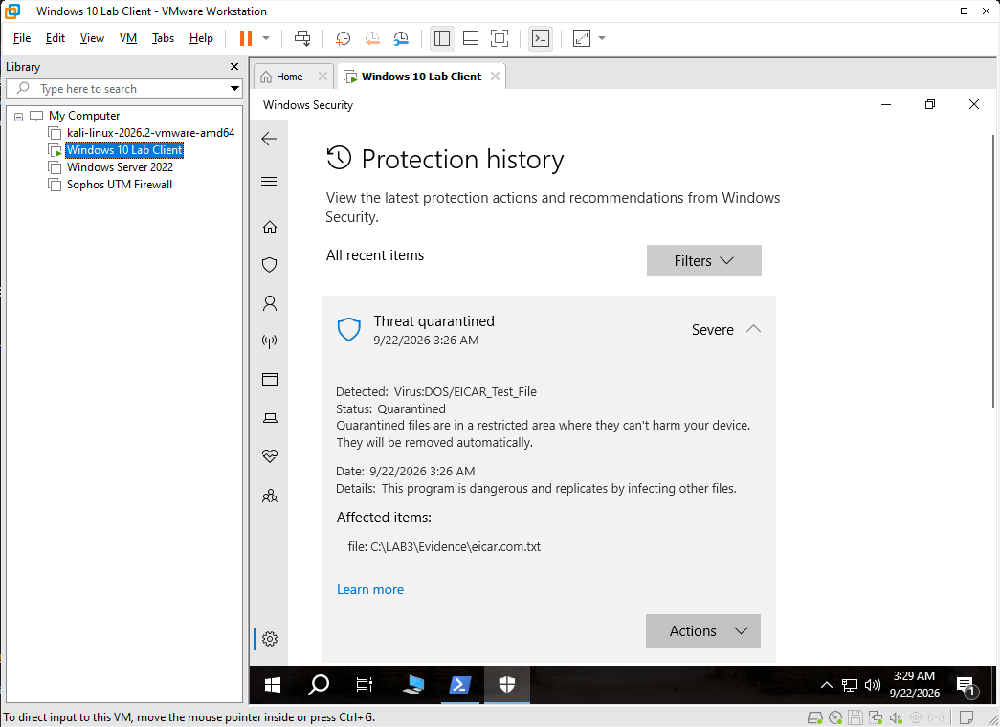 Windows 10 Lab Client - VMware Workstation
File Edit View VM Tabs Help
Library
Type here to search
My Computer
kali-linux-2026.2-vmware-amd64
Windows 10 Lab Client
Windows Server 2022
Sophos UTM Firewall
Home
Windows 10 Lab Client
Windows Security
Protection history
View the latest protection actions and recommendations from Windows
Security.
All recent items
Filters
Threat quarantined
9/22/2026 3:26 AM
Severe
Detected: Virus:DOS/EICAR_Test_File
Status: Quarantined
Quarantined files are in a restricted area where they can't harm your device.
They will be removed automatically.
Date: 9/22/2026 3:26 AM
Details: This program is dangerous and replicates by infecting other files.
Affected items:
file: C:\LAB3\Evidence\eicar.com.txt
Learn more
Actions
3:29 AM
9/22/2026
1
To direct input to this VM, move the mouse pointer inside or press Ctrl+G.